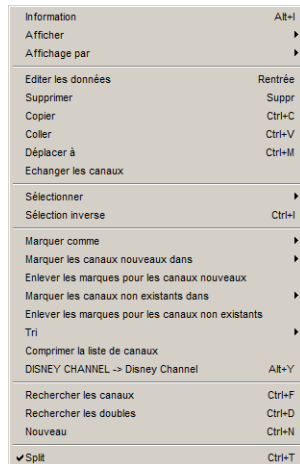 Information Alt+I
Afficher
Affichage par
Editer les données Rentrée
Supprimer Suppr
Copier Ctrl+C
Coller Ctrl+V
Déplacer à Ctrl+M
Echanger les canaux
Sélectionner
Sélection inverse Ctrl+I
Marquer comme
Marquer les canaux nouveaux dans
Enlever les marques pour les canaux nouveaux
Marquer les canaux non existants dans
Enlever les marques pour les canaux non existants
Tri
Comprimer la liste de canaux
DISNEY CHANNEL -> Disney Channel Alt+Y
Rechercher les canaux Ctrl+F
Rechercher les doubles Ctrl+D
Nouveau Ctrl+N
Split Ctrl+T